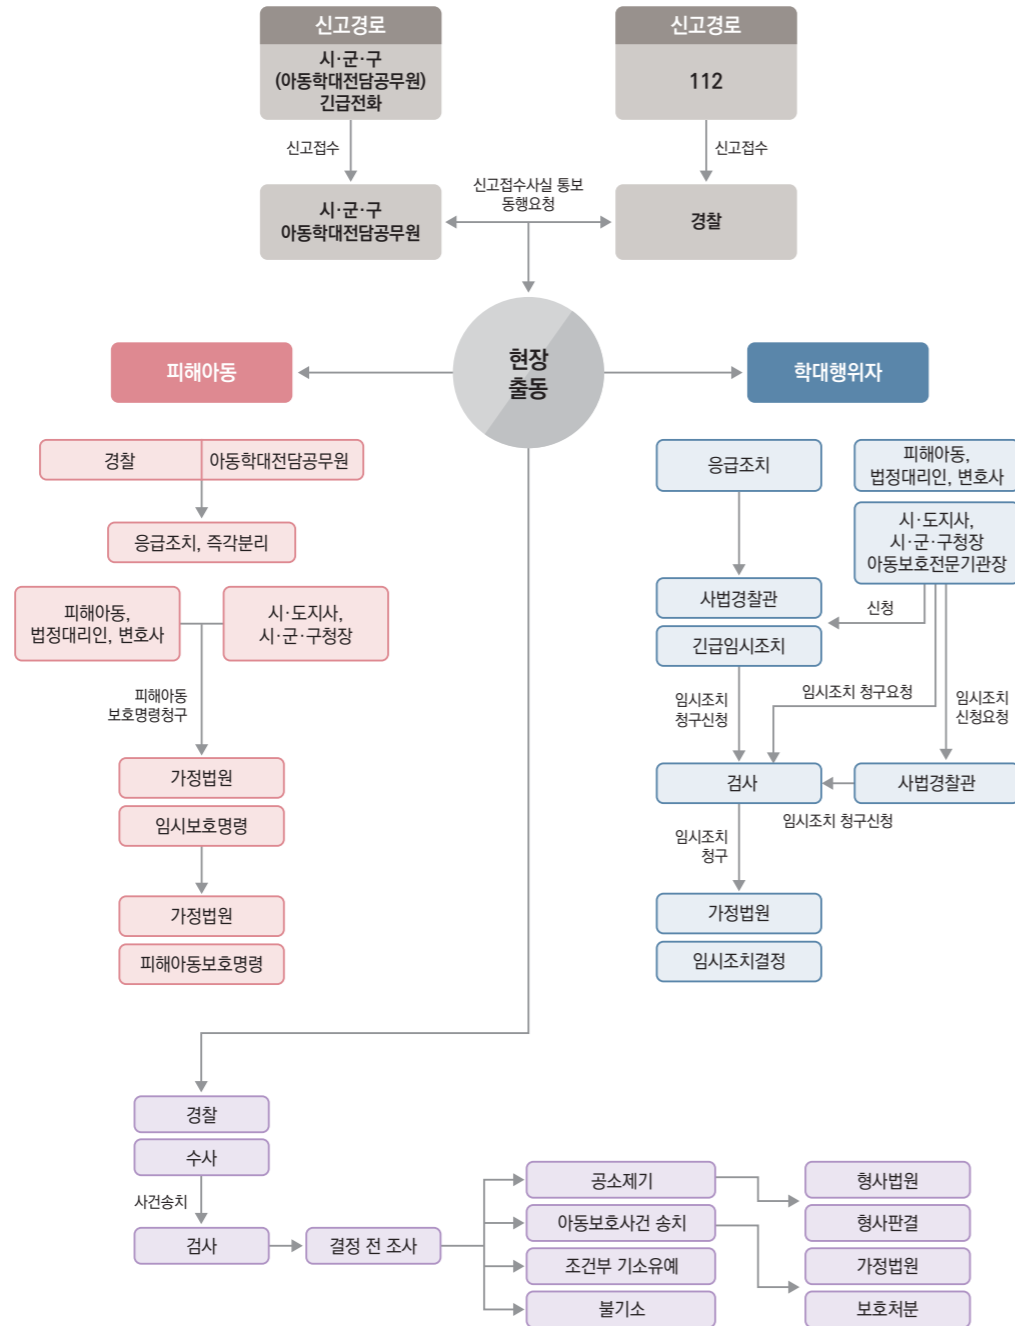 신고경로
시·군·구
(아동학대전담공무원)
긴급전화
신고경로
112
신고접수
신고접수
시·군·구
아동학대전담공무원
신고접수사실 통보
동행요청
경찰
현장
출동
피해아동
학대행위자
경찰
아동학대전담공무원
응급조치, 즉각분리
피해아동,
법정대리인, 변호사
시·도지사,
시·군·구청장
피해아동
보호명령청구
가정법원
임시보호명령
가정법원
피해아동보호명령
응급조치
피해아동,
법정대리인, 변호사
시·도지사,
시·군·구청장
아동보호전문기관장
사법경찰관
신청
긴급임시조치
임시조치
청구신청
임시조치 청구요청
임시조치
신청요청
검사
사법경찰관
임시조치 청구신청
임시조치
청구
가정법원
임시조치결정
경찰
수사
사건송치
검사
결정 전 조사
공소제기
아동보호사건 송치
조건부 기소유예
불기소
형사법원
형사판결
가정법원
보호처분